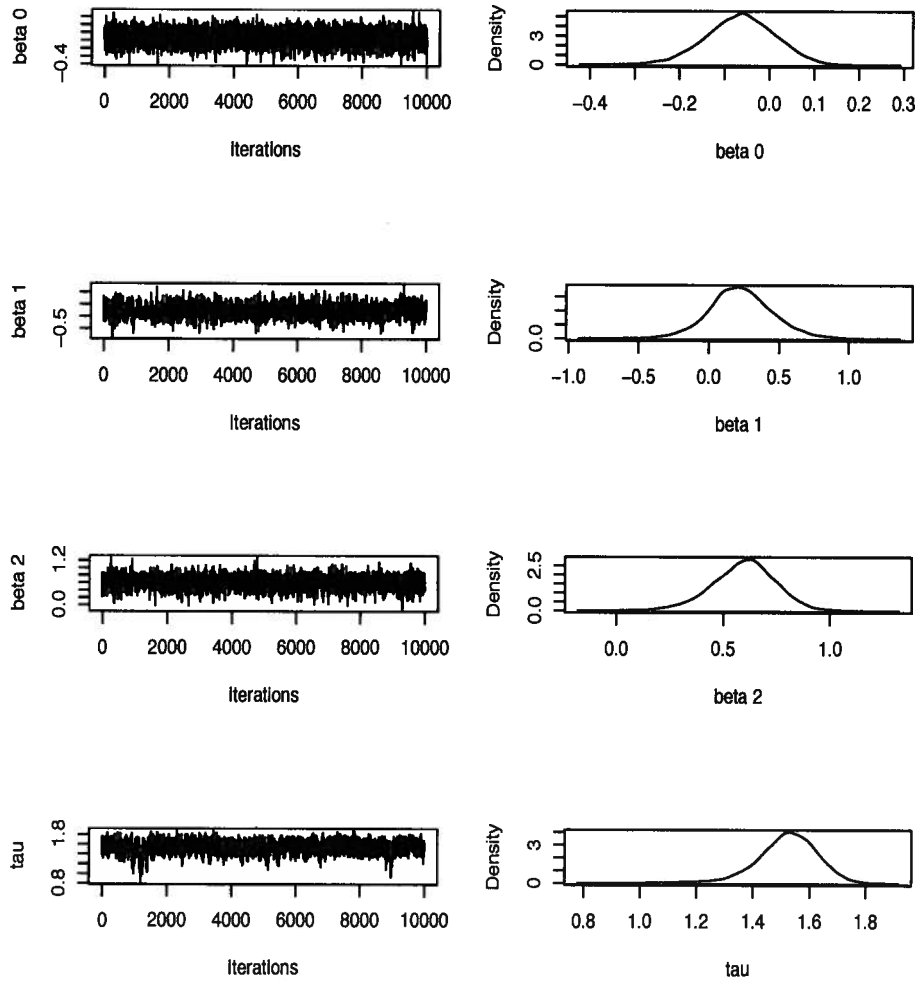 beta 0
−0.4
0 2000 4000 6000 8000 10000
Iterations
Density
0 3
−0.4 −0.2 0.0 0.1 0.2 0.3
beta 0
beta 1
−0.5
0 2000 4000 6000 8000 10000
Iterations
Density
0.0
−1.0 −0.5 0.0 0.5 1.0
beta 1
beta 2
0.0 1.2
0 2000 4000 6000 8000 10000
Iterations
Density
0.0 2.5
0.0 0.5 1.0
beta 2
tau
0.8 1.8
0 2000 4000 6000 8000 10000
Iterations
Density
0 3
0.8 1.0 1.2 1.4 1.6 1.8
tau